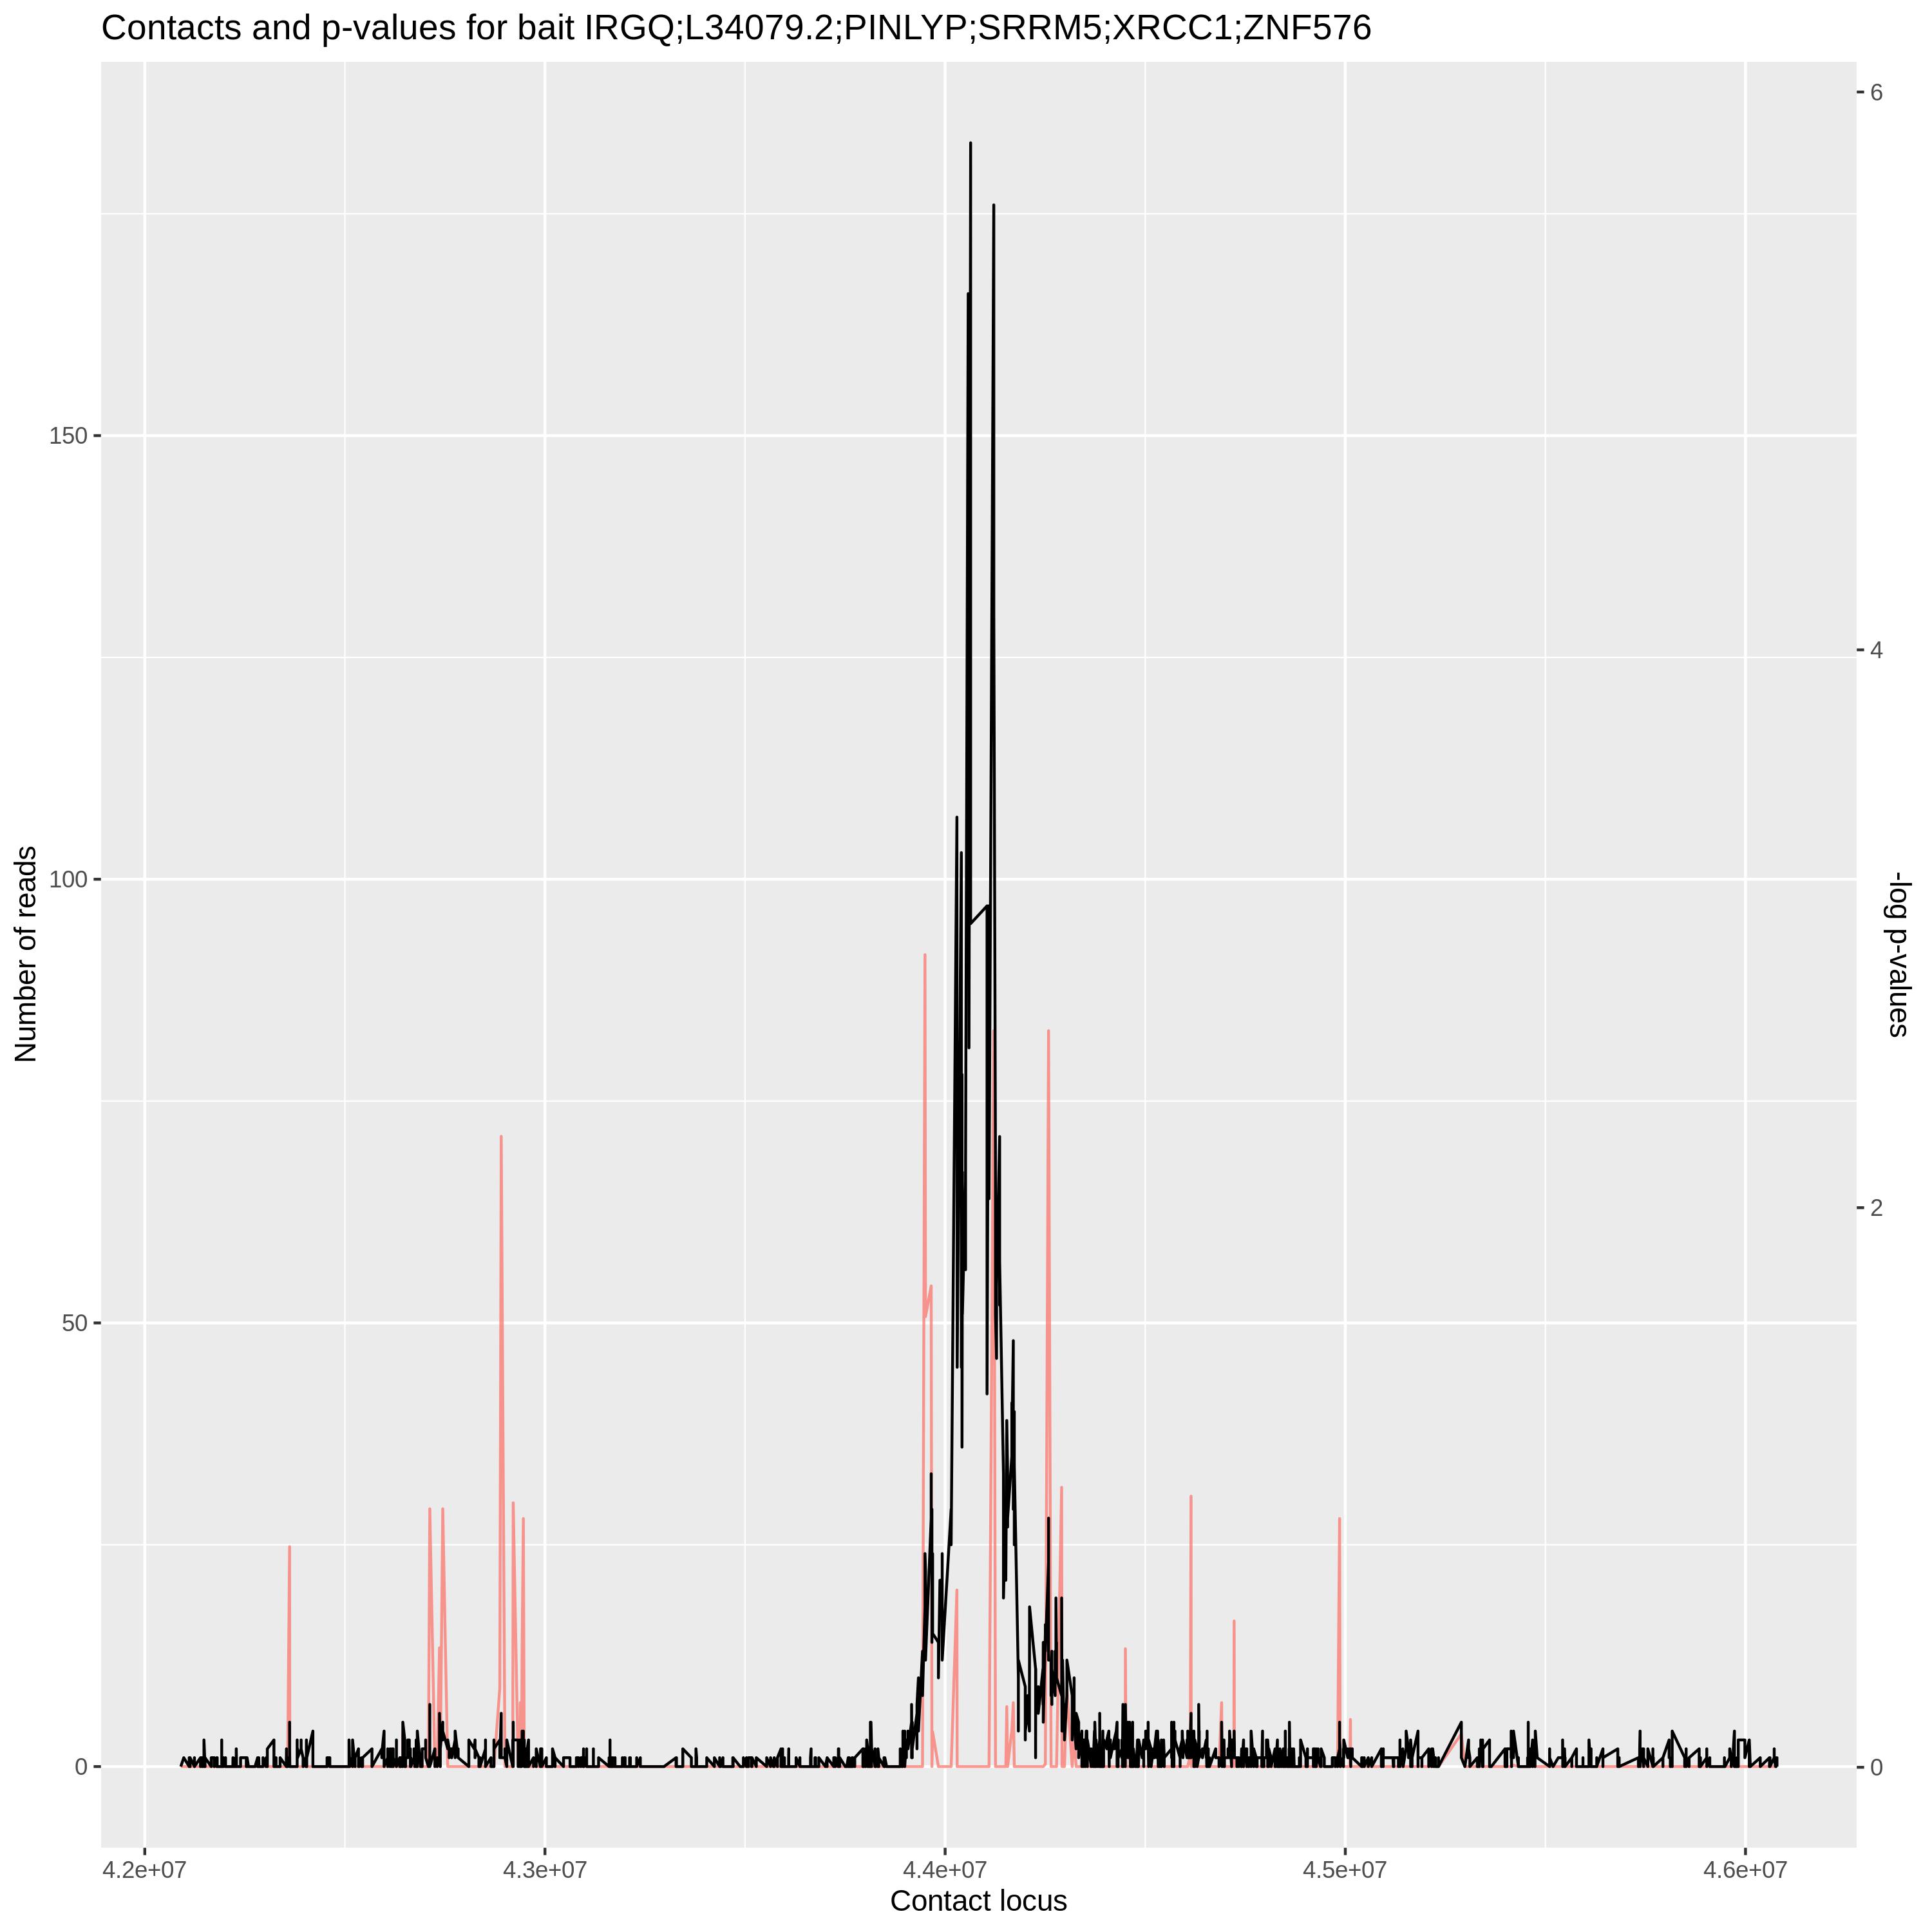 Contacts and p-values for bait IRGQ;L34079.2;PINLYP;SRRM5;XRCC1;ZNF576
6
150
4
Number of reads
100
-log p-values
2
50
0
0
4.2e+07
4.3e+07
4.4e+07
4.5e+07
4.6e+07
Contact locus